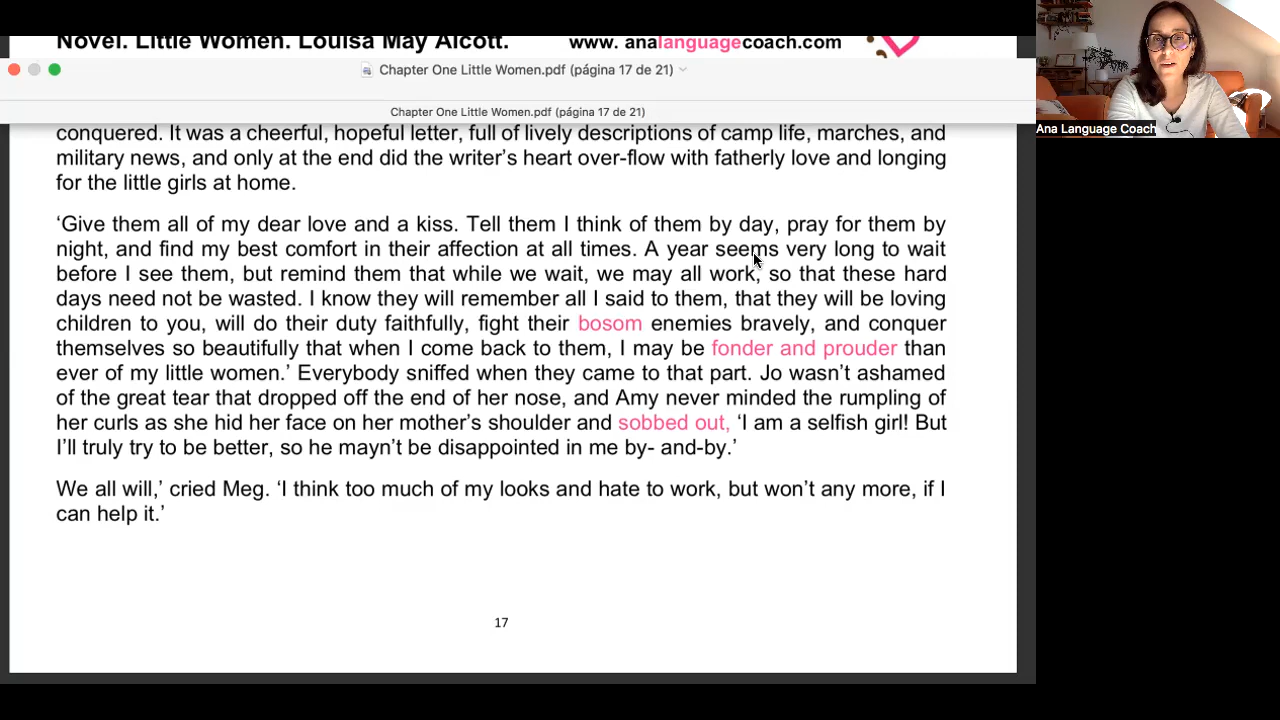 Novel. Little Women. Louisa May Alcott.
www. analanguagecoach.com
Chapter One Little Women.pdf (página 17 de 21)
Chapter One Little Women.pdf (página 17 de 21)
Ana Language Coach
conquered. It was a cheerful, hopeful letter, full of lively descriptions of camp life, marches, and
military news, and only at the end did the writer’s heart over-flow with fatherly love and longing
for the little girls at home.
‘Give them all of my dear love and a kiss. Tell them I think of them by day, pray for them by
night, and find my best comfort in their affection at all times. A year seems very long to wait
before I see them, but remind them that while we wait, we may all work, so that these hard
days need not be wasted. I know they will remember all I said to them, that they will be loving
children to you, will do their duty faithfully, fight their bosom enemies bravely, and conquer
themselves so beautifully that when I come back to them, I may be fonder and prouder than
ever of my little women.’ Everybody sniffed when they came to that part. Jo wasn’t ashamed
of the great tear that dropped off the end of her nose, and Amy never minded the rumpling of
her curls as she hid her face on her mother’s shoulder and sobbed out, ‘I am a selfish girl! But
I’ll truly try to be better, so he mayn’t be disappointed in me by- and-by.’
We all will,’ cried Meg. ‘I think too much of my looks and hate to work, but won’t any more, if I
can help it.’
17